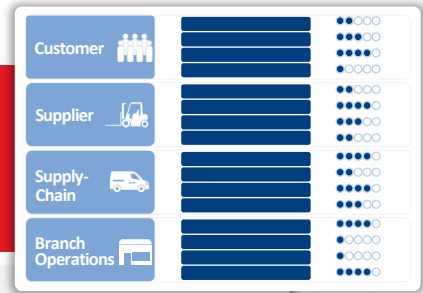 Customer
Supplier
Supply-
Chain
Branch
Operations